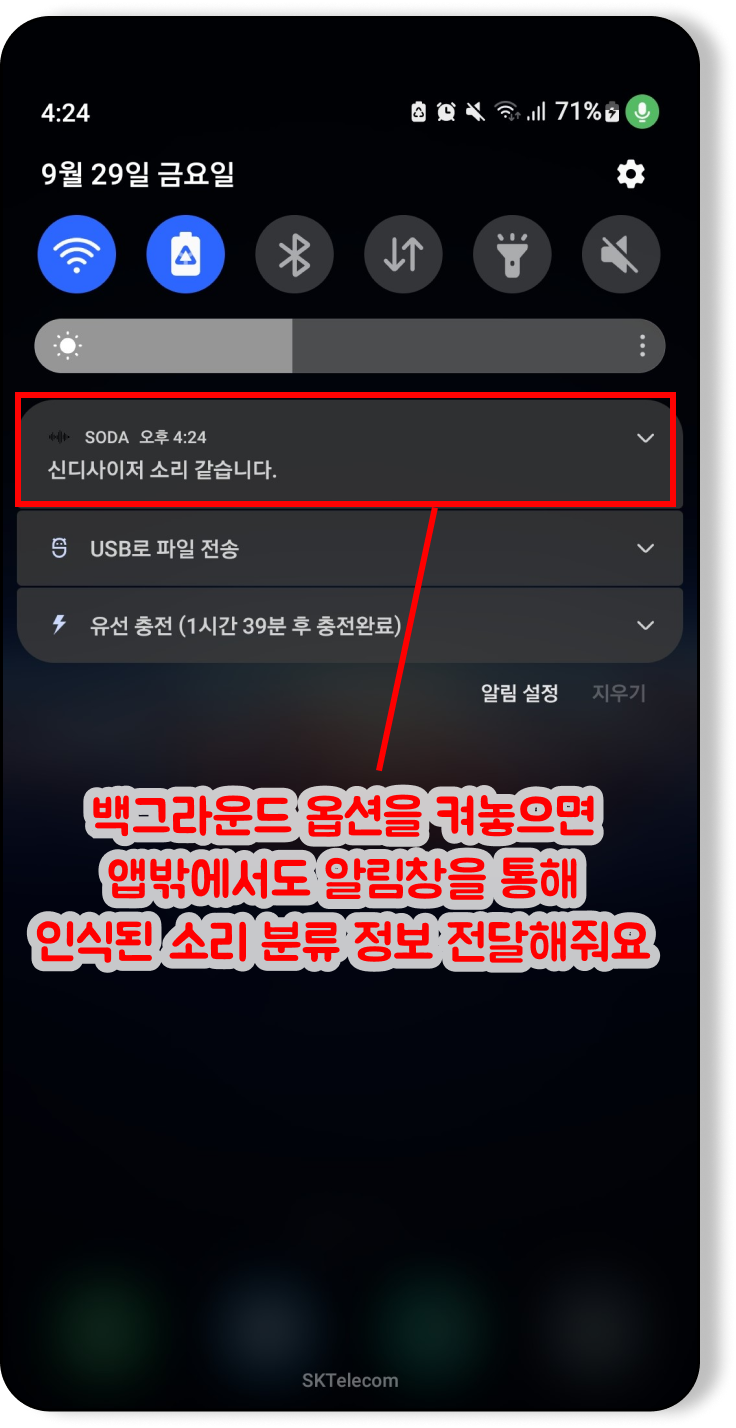 4:24
71%
9월 29일 금요일
SODA 오후 4:24
신디사이저 소리 같습니다.
USB로 파일 전송
유선 충전 (1시간 39분 후 충전완료)
알림 설정 지우기
백그라운드 옵션을 켜놓으면
앱밖에서도 알림창을 통해
인식된 소리 분류 정보 전달해줘요
SKTelecom